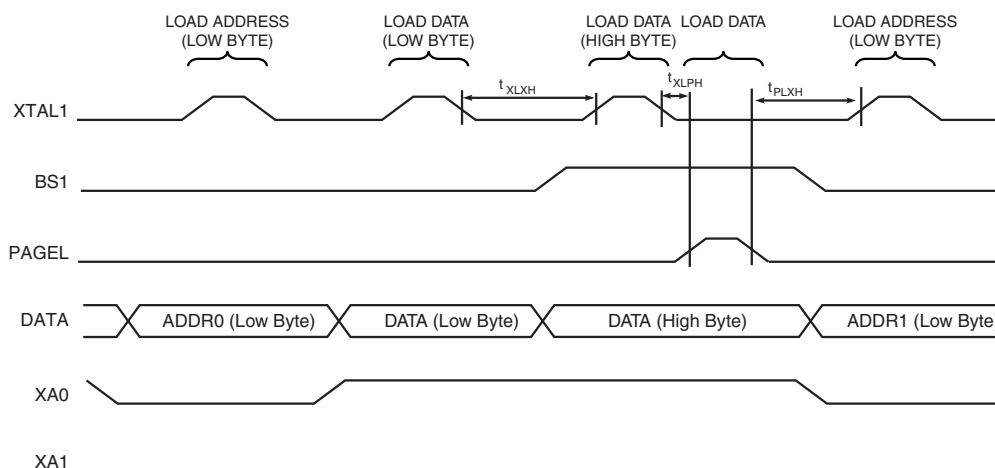 LOAD ADDRESS
(LOW BYTE)
LOAD DATA
(LOW BYTE)
LOAD DATA
(HIGH BYTE)
LOAD DATA
LOAD ADDRESS
(LOW BYTE)
XTAL1
t XLXH
t XLPH
t PLXH
BS1
PAGEL
DATA
ADDR0 (Low Byte)
DATA (Low Byte)
DATA (High Byte)
ADDR1 (Low Byte)
XA0
XA1